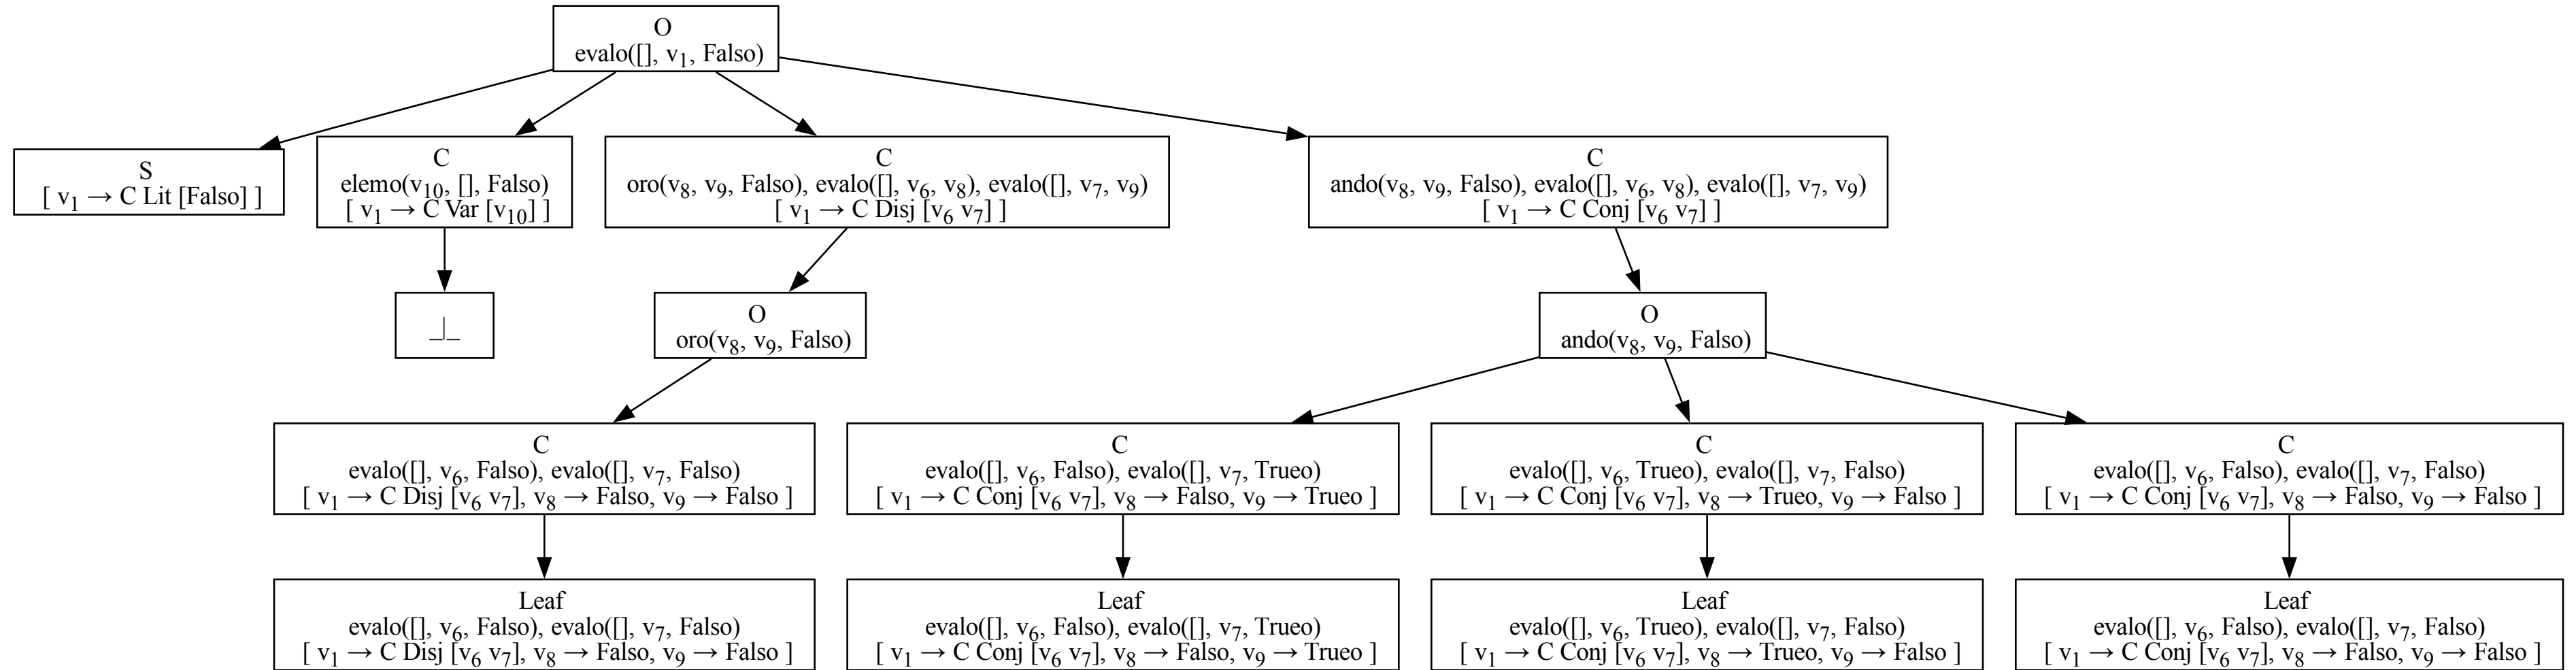 O
evalo([], v₁, Falso)
S
[ v₁ → C Lit [Falso] ]
C
elemo(v₁₀, [], Falso)
[ v₁ → C Var [v₁₀] ]
C
oro(v₈, v₉, Falso), evalo([], v₆, v₈), evalo([], v₇, v₉)
[ v₁ → C Disj [v₆ v₇] ]
C
ando(v₈, v₉, Falso), evalo([], v₆, v₈), evalo([], v₇, v₉)
[ v₁ → C Conj [v₆ v₇] ]
_|_
O
oro(v₈, v₉, Falso)
O
ando(v₈, v₉, Falso)
C
evalo([], v₆, Falso), evalo([], v₇, Falso)
[ v₁ → C Disj [v₆ v₇], v₈ → Falso, v₉ → Falso ]
C
evalo([], v₆, Falso), evalo([], v₇, Trueo)
[ v₁ → C Conj [v₆ v₇], v₈ → Falso, v₉ → Trueo ]
C
evalo([], v₆, Trueo), evalo([], v₇, Falso)
[ v₁ → C Conj [v₆ v₇], v₈ → Trueo, v₉ → Falso ]
C
evalo([], v₆, Falso), evalo([], v₇, Falso)
[ v₁ → C Conj [v₆ v₇], v₈ → Falso, v₉ → Falso ]
Leaf
evalo([], v₆, Falso), evalo([], v₇, Falso)
[ v₁ → C Disj [v₆ v₇], v₈ → Falso, v₉ → Falso ]
Leaf
evalo([], v₆, Falso), evalo([], v₇, Trueo)
[ v₁ → C Conj [v₆ v₇], v₈ → Falso, v₉ → Trueo ]
Leaf
evalo([], v₆, Trueo), evalo([], v₇, Falso)
[ v₁ → C Conj [v₆ v₇], v₈ → Trueo, v₉ → Falso ]
Leaf
evalo([], v₆, Falso), evalo([], v₇, Falso)
[ v₁ → C Conj [v₆ v₇], v₈ → Falso, v₉ → Falso ]